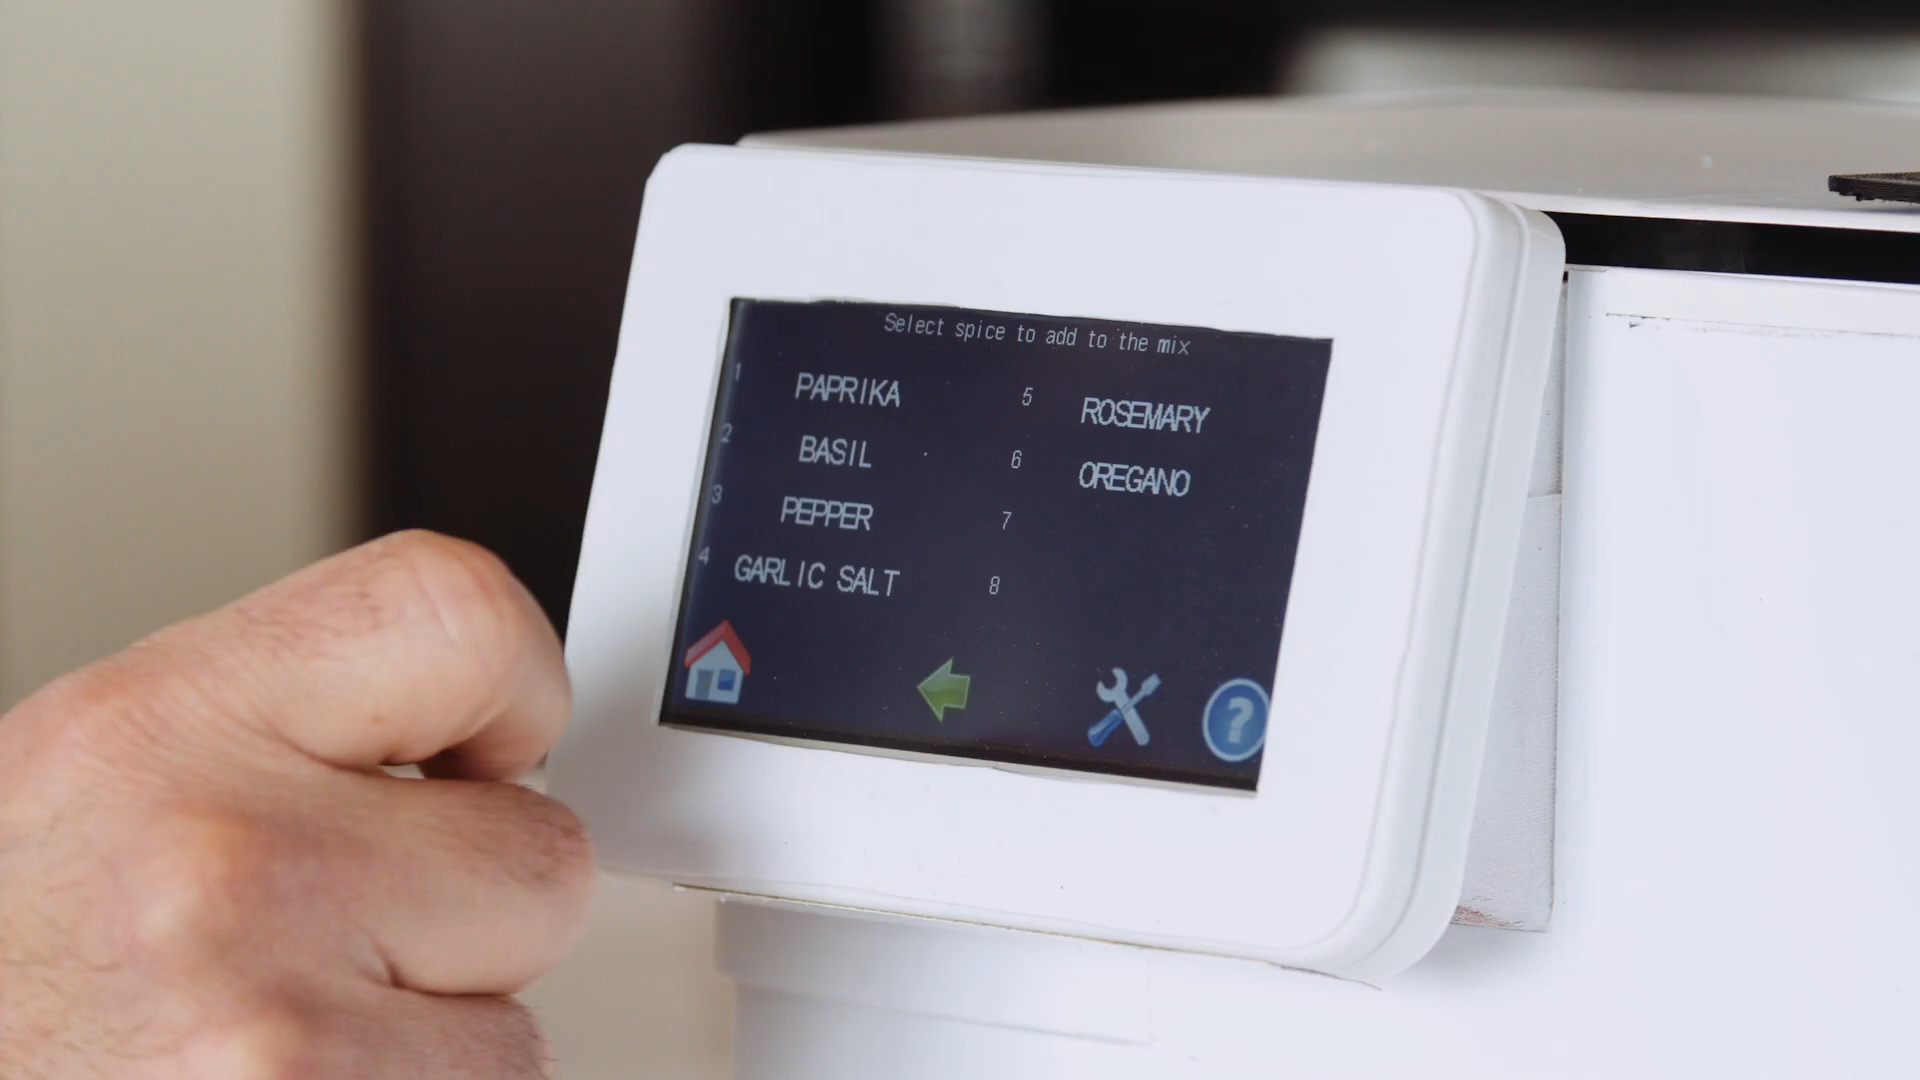 Select spice to add to the mix
1 PAPRIKA
2 BASIL
3 PEPPER
4 GARLIC SALT
5 ROSEMARY
6 OREGANO
7
8
?